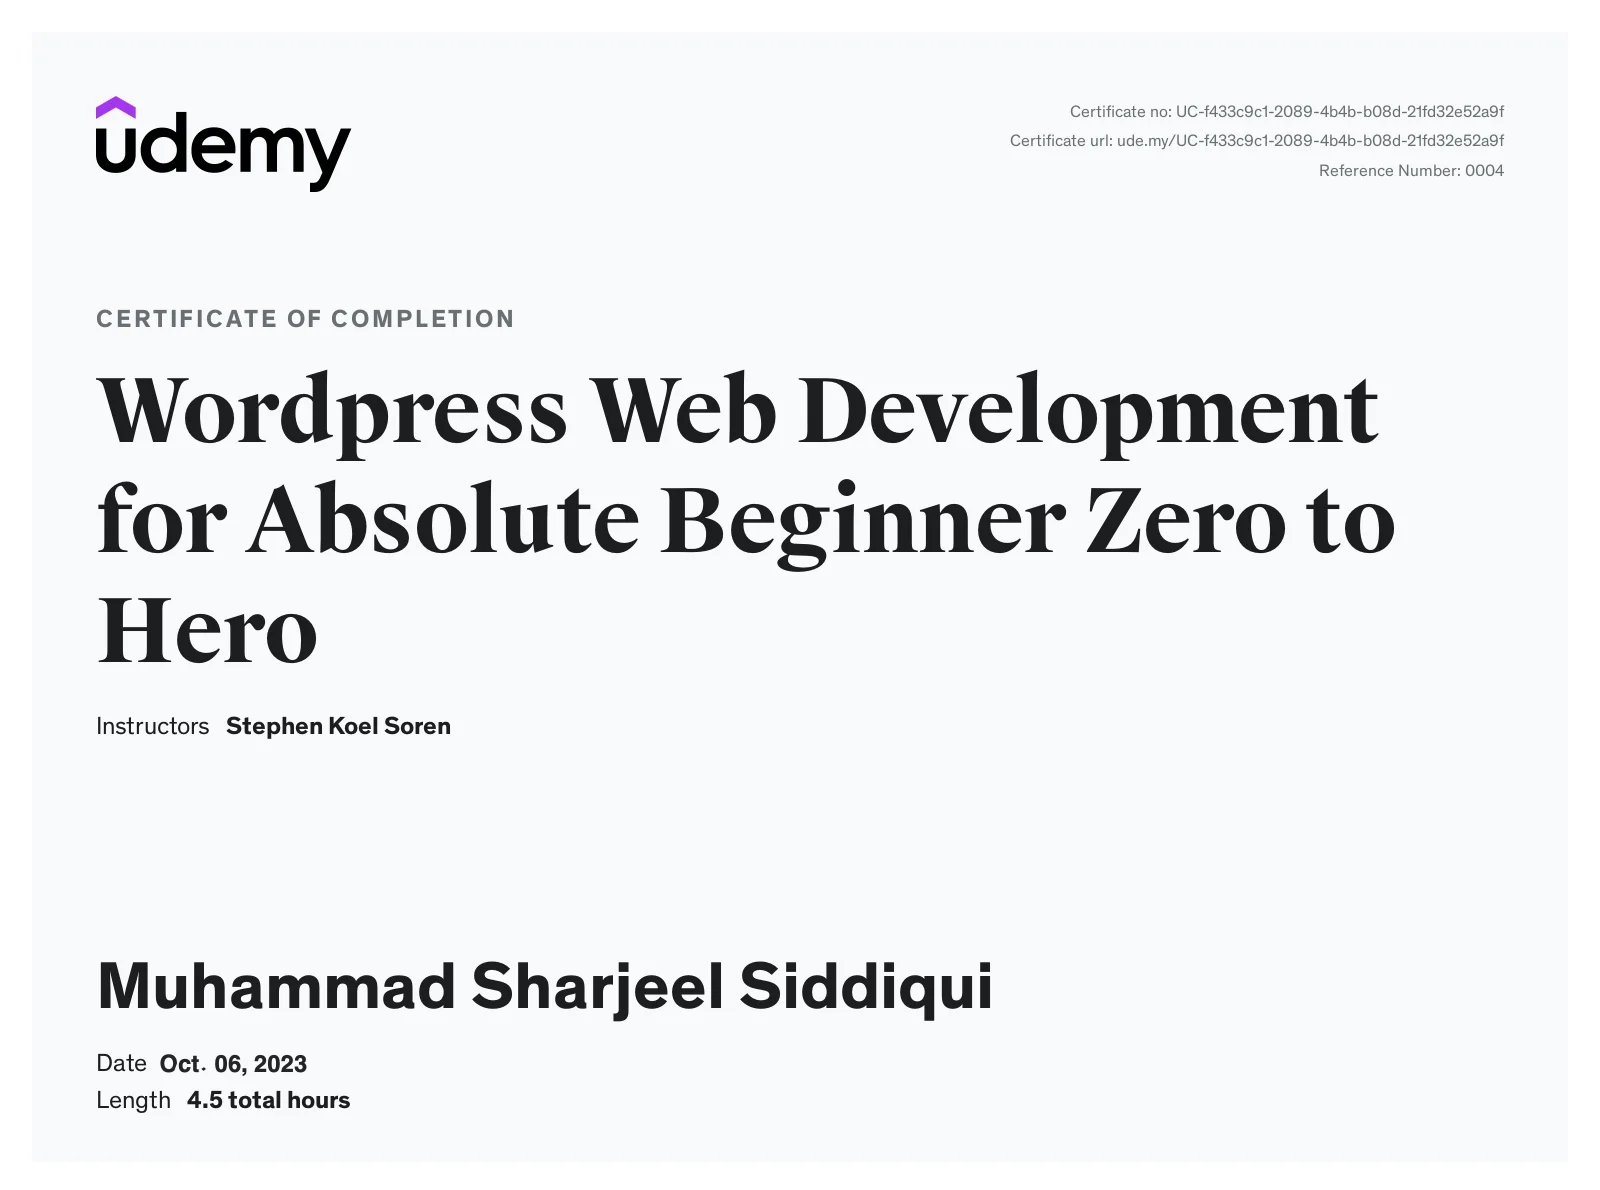 udemy
Certificate no: UC-f433c9c1-2089-4b4b-b08d-21fd32e52a9f
Certificate url: ude.my/UC-f433c9c1-2089-4b4b-b08d-21fd32e52a9f
Reference Number: 0004
CERTIFICATE OF COMPLETION
Wordpress Web Development
for Absolute Beginner Zero to
Hero
Instructors Stephen Koel Soren
Muhammad Sharjeel Siddiqui
Date Oct. 06, 2023
Length 4.5 total hours